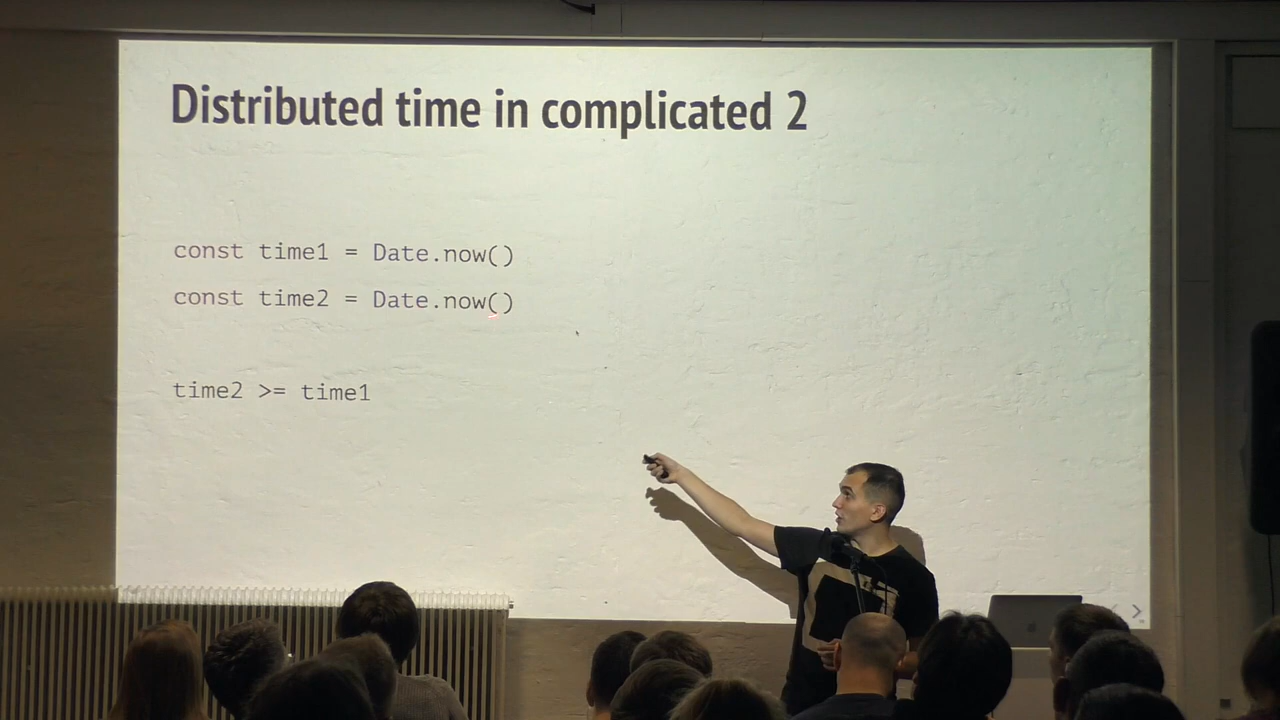 Distributed time in complicated 2
const time1 = Date.now()
const time2 = Date.now()
time2 >= time1